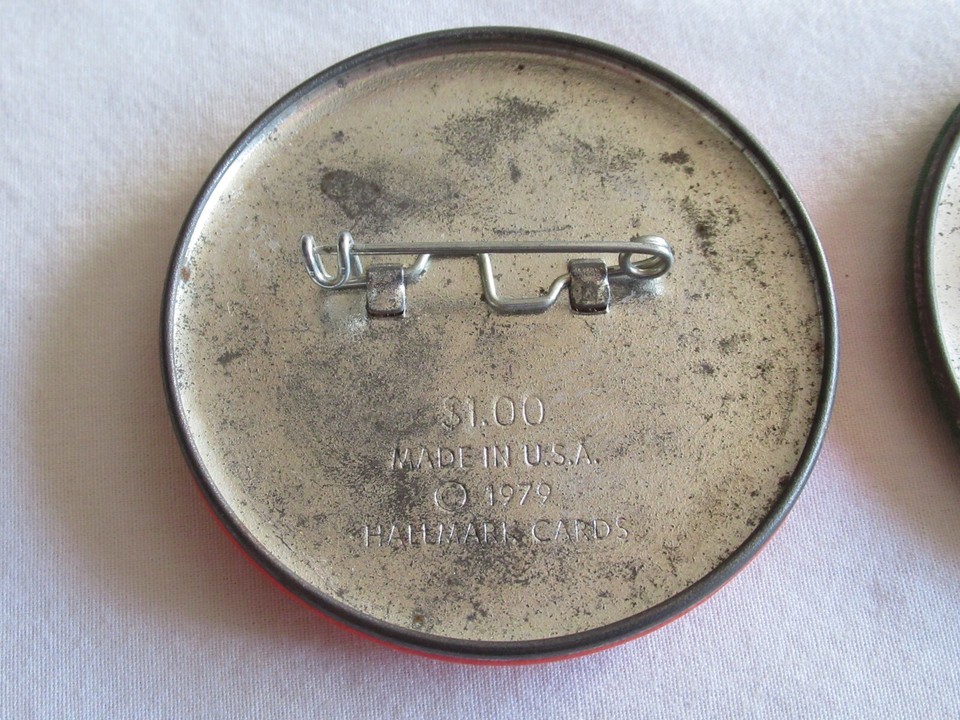 $1.00
MADE IN U.S.A.
© 1979
HALLMARK CARDS